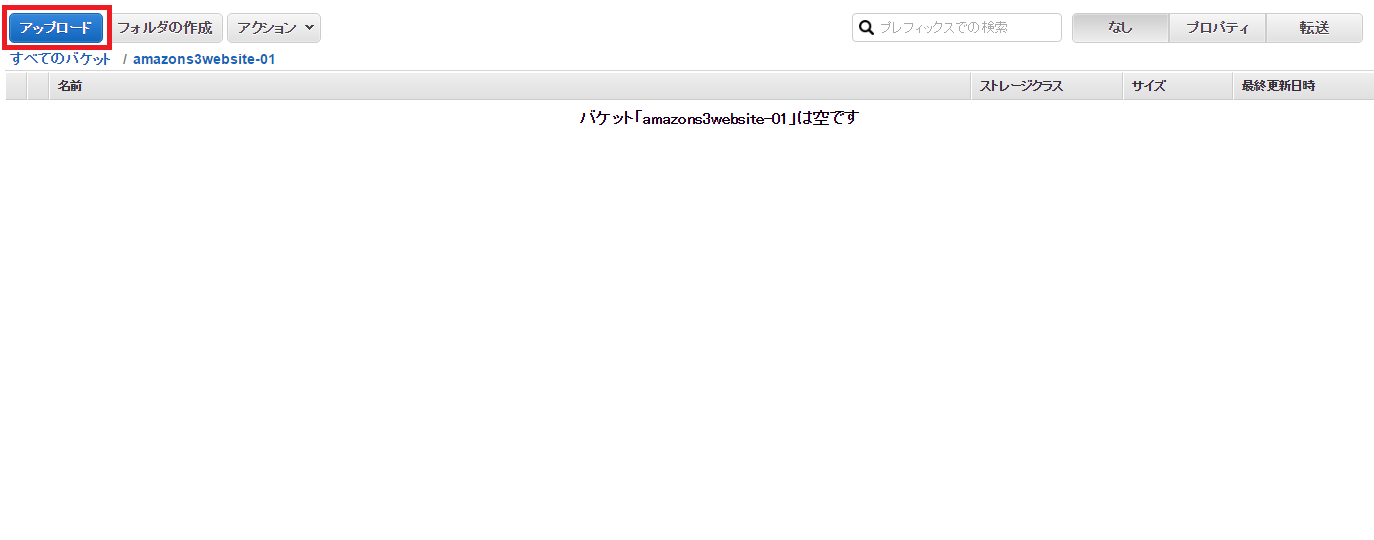 アップロード フォルダの作成 アクション プレフィックスでの検索 なし プロパティ 転送
すべてのバケット / amazons3website-01
名前 ストレージクラス サイズ 最終更新日時
バケット「amazons3website-01」は空です